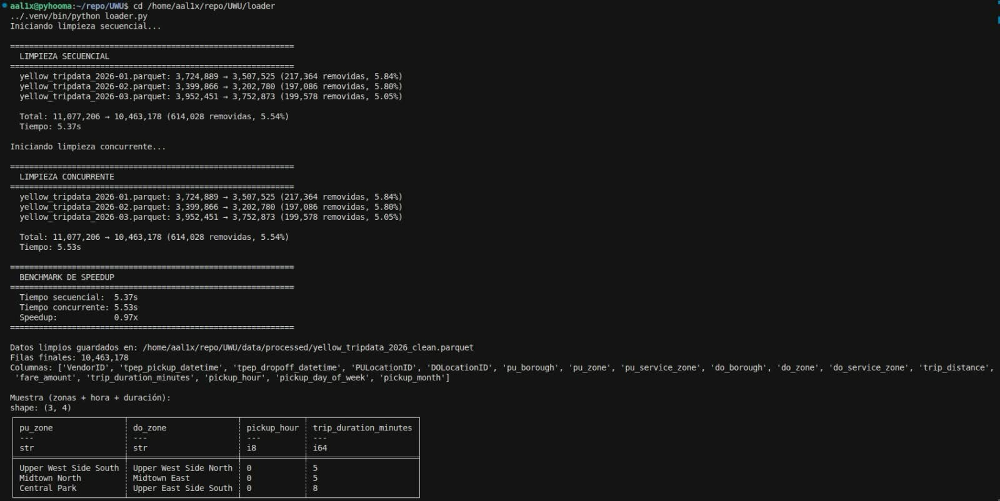 aal1x@pyhooma:~/repo/UWU$ cd /home/aal1x/repo/UWU/loader
../.venv/bin/python loader.py
Iniciando limpieza secuencial...
============================================================
LIMPIEZA SECUENCIAL
============================================================
yellow_tripdata_2026-01.parquet: 3,724,889 → 3,507,525 (217,364 removidas, 5.84%)
yellow_tripdata_2026-02.parquet: 3,399,866 → 3,202,780 (197,086 removidas, 5.80%)
yellow_tripdata_2026-03.parquet: 3,952,451 → 3,752,873 (199,578 removidas, 5.05%)
Total: 11,077,206 → 10,463,178 (614,028 removidas, 5.54%)
Tiempo: 5.37s
Iniciando limpieza concurrente...
============================================================
LIMPIEZA CONCURRENTE
============================================================
yellow_tripdata_2026-01.parquet: 3,724,889 → 3,507,525 (217,364 removidas, 5.84%)
yellow_tripdata_2026-02.parquet: 3,399,866 → 3,202,780 (197,086 removidas, 5.80%)
yellow_tripdata_2026-03.parquet: 3,952,451 → 3,752,873 (199,578 removidas, 5.05%)
Total: 11,077,206 → 10,463,178 (614,028 removidas, 5.54%)
Tiempo: 5.53s
============================================================
BENCHMARK DE SPEEDUP
============================================================
Tiempo secuencial: 5.37s
Tiempo concurrente: 5.53s
Speedup: 0.97x
============================================================
Datos limpios guardados en: /home/aal1x/repo/UWU/data/processed/yellow_tripdata_2026_clean.parquet
Filas finales: 10,463,178
Columnas: ['VendorID', 'tpep_pickup_datetime', 'tpep_dropoff_datetime', 'PULocationID', 'DOLocationID', 'pu_borough', 'pu_zone', 'pu_service_zone', 'do_borough', 'do_zone', 'do_service_zone', 'trip_distance',
'fare_amount', 'trip_duration_minutes', 'pickup_hour', 'pickup_day_of_week', 'pickup_month']
Muestra (zonas + hora + duración):
shape: (3, 4)
pu_zone do_zone pickup_hour trip_duration_minutes
--- --- --- ---
str str i8 i64
Upper West Side South Upper West Side North 0 5
Midtown North Midtown East 0 5
Central Park Upper East Side South 0 8